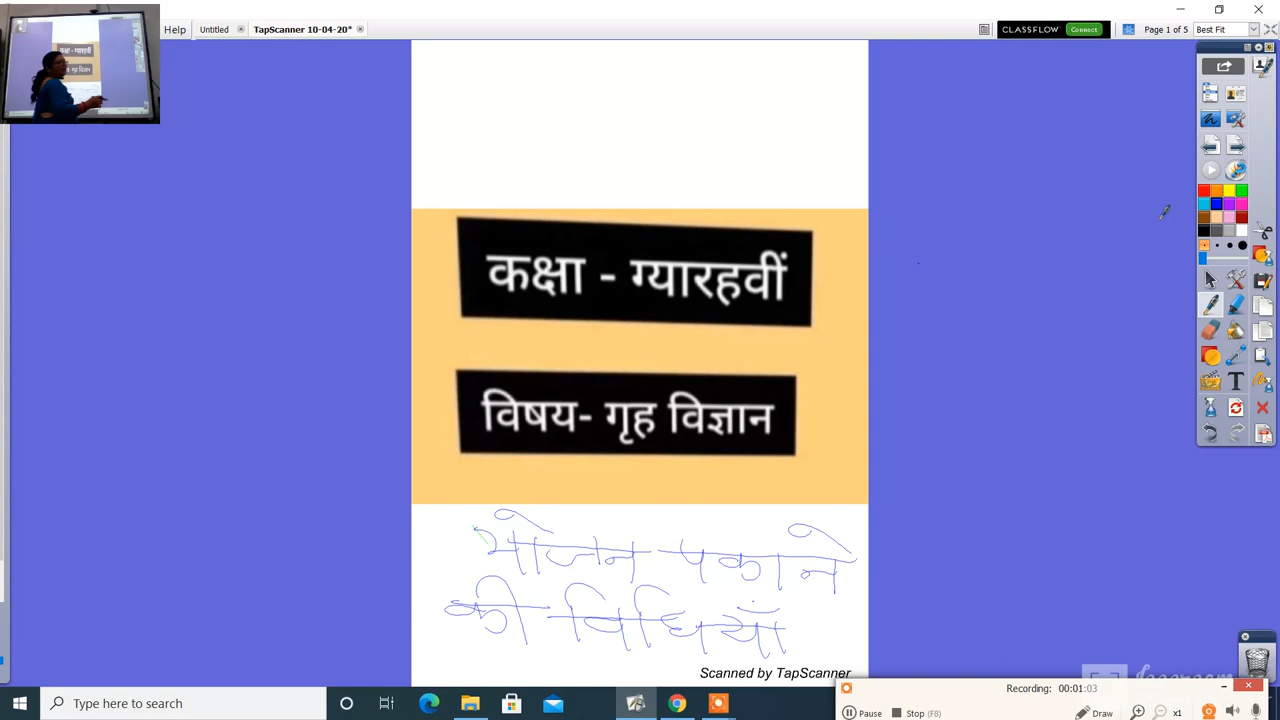 Help
Untitled
TapScanner 10-04-20*
CLASSFLOW
Connect
Page 1 of 5
Best Fit
कक्षा - ग्यारहवीं
विषय- गृह विज्ञान
भोजन पकाने
की विधियाँ
Scanned by TapScanner
Recording: 00:01:03
Pause
Stop (F8)
Draw
x1
Type here to search